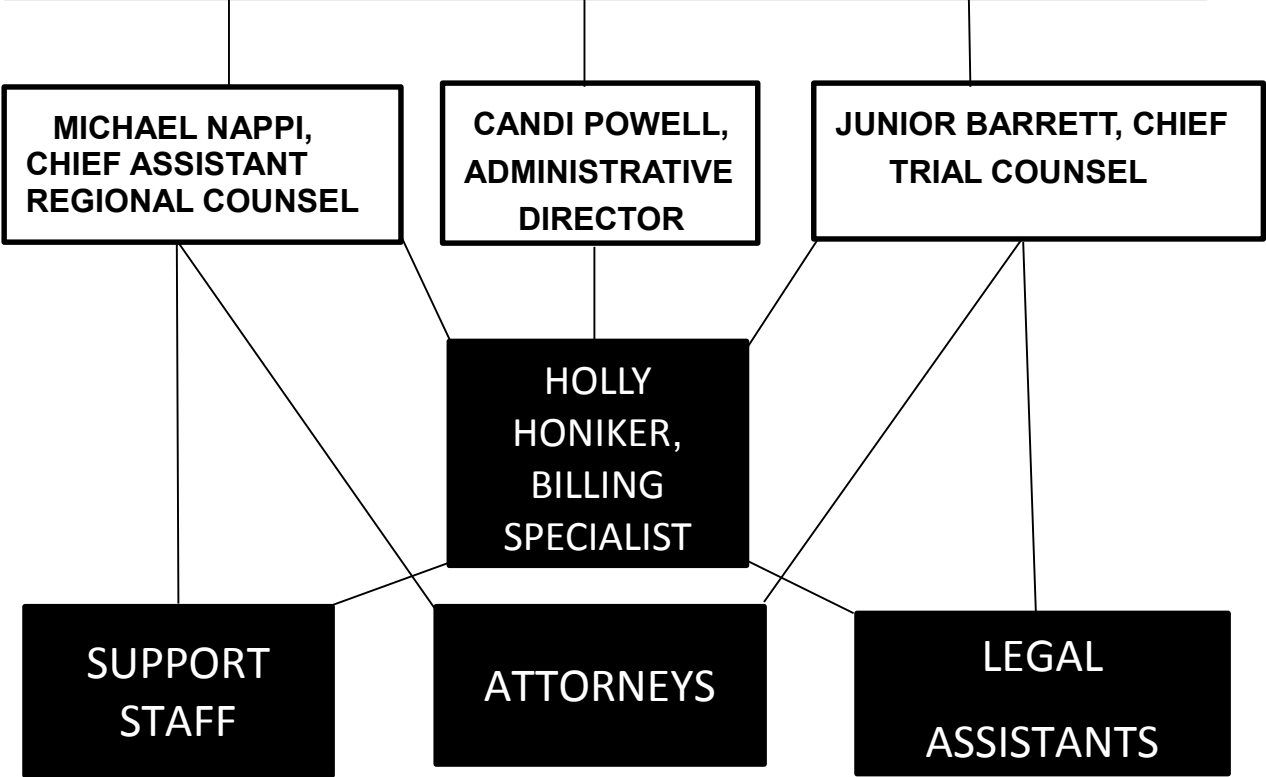 MICHAEL NAPPI,
CHIEF ASSISTANT
REGIONAL COUNSEL
CANDI POWELL,
ADMINISTRATIVE
DIRECTOR
JUNIOR BARRETT, CHIEF
TRIAL COUNSEL
HOLLY
HONIKER,
BILLING
SPECIALIST
SUPPORT
STAFF
ATTORNEYS
LEGAL
ASSISTANTS